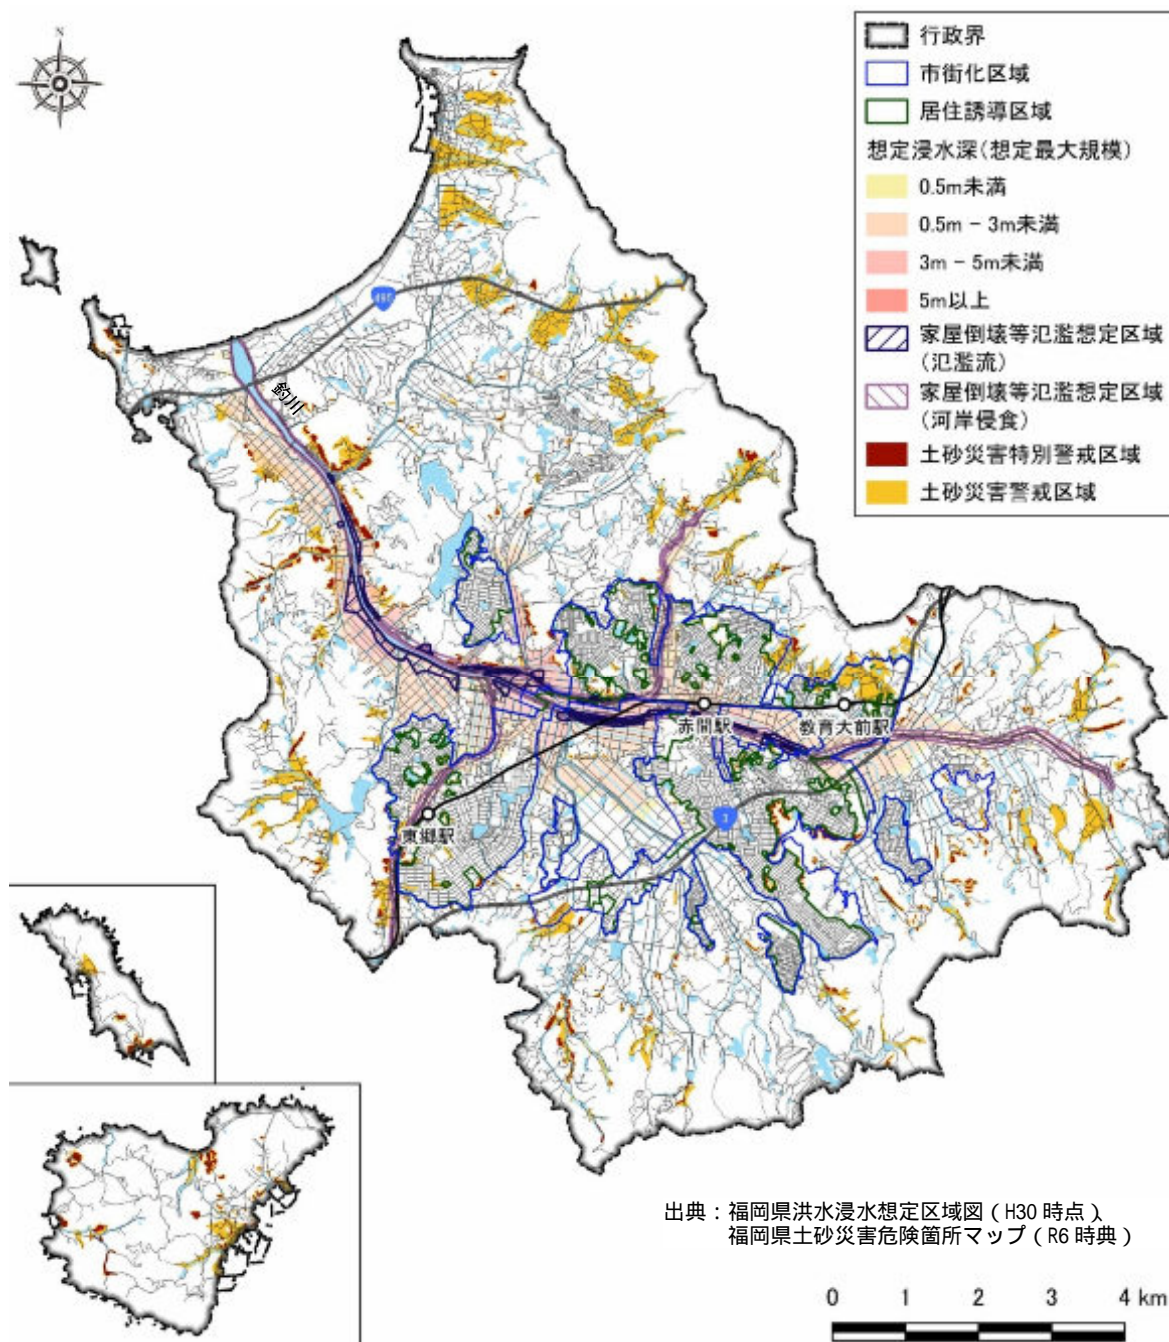 N
行政界
市街化区域
居住誘導区域
想定浸水深(想定最大規模)
0.5m未満
0.5m - 3m未満
3m - 5m未満
5m以上
家屋倒壊等氾濫想定区域
(氾濫流)
家屋倒壊等氾濫想定区域
(河岸侵食)
土砂災害特別警戒区域
土砂災害警戒区域
495
釣川
赤間駅
教育大前駅
3
東郷駅
出典：福岡県洪水浸水想定区域図（H30 時点）、
福岡県土砂災害危険箇所マップ（R6 時典）
0 1 2 3 4 km